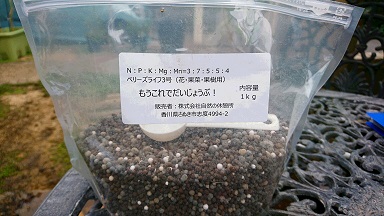 N：P：K：Mg：Mn=3：7：5：5：4
ベリーズライフ3号（花・果菜・果樹用）
もうこれでだいじょうぶ！
内容量
1kg
販売者：株式会社自然の休憩所
香川県さぬき市志度4994-2